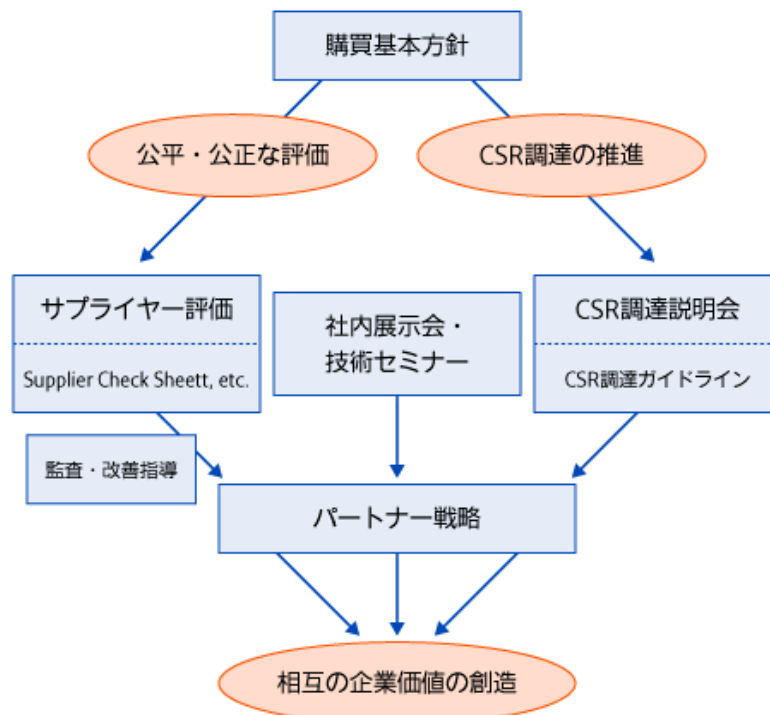 購買基本方針
公平・公正な評価
CSR調達の推進
サプライヤー評価
Supplier Check Sheett, etc.
社内展示会・
技術セミナー
CSR調達説明会
CSR調達ガイドライン
監査・改善指導
パートナー戦略
相互の企業価値の創造